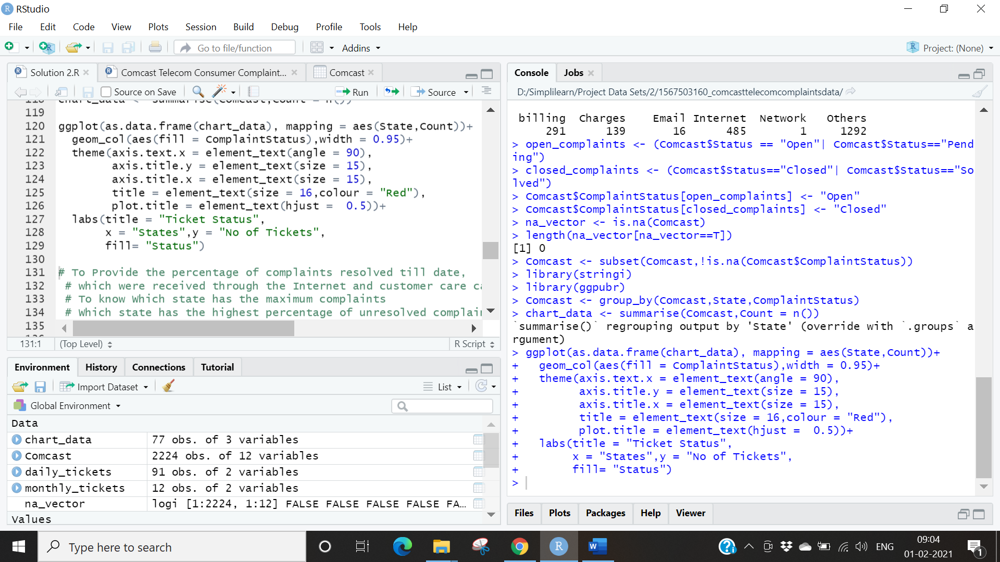 RStudio
File Edit Code View Plots Session Build Debug Profile Tools Help
Go to file/function Addins Project: (None)
Solution 2.R Comcast Telecom Consumer Complaint... Comcast
Source on Save Run Source
118 chart_data <- summarise(Comcast,Count = n())
119
120 ggplot(as.data.frame(chart_data), mapping = aes(State,Count))+
121 geom_col(aes(fill = ComplaintStatus),width = 0.95)+
122 theme(axis.text.x = element_text(angle = 90),
123 axis.title.y = element_text(size = 15),
124 axis.title.x = element_text(size = 15),
125 title = element_text(size = 16,colour = "Red"),
126 plot.title = element_text(hjust =  0.5))+
127 labs(title = "Ticket Status",
128 x = "States",y = "No of Tickets",
129 fill= "Status")
130
131 # To Provide the percentage of complaints resolved till date,
132 # which were received through the Internet and customer care
133 # To know Which state has the maximum complaints
134 # Which state has the highest percentage of unresolved
135
131:1 (Top Level) R Script
Environment History Connections Tutorial
Import Dataset List
Global Environment
Data
chart_data 77 obs. of 3 variables
Comcast 2224 obs. of 12 variables
daily_tickets 91 obs. of 2 variables
monthly_tickets 12 obs. of 2 variables
na_vector logi [1:2224, 1:12] FALSE FALSE FALSE FALSE FA...
Values
Console Jobs
D:/Simplilearn/Project Data Sets/2/1567503160_comcasttelecomcomplaintsdata/
billing Charges Email Internet Network Others
291 139 16 485 1 1292
> open_complaints <- (Comcast$Status == "Open"| Comcast$Status=="Pend
ing")
> closed_complaints <- (Comcast$Status=="Closed"| Comcast$Status=="So
lved")
> Comcast$ComplaintStatus[open_complaints] <- "Open"
> Comcast$ComplaintStatus[closed_complaints] <- "Closed"
> na_vector <- is.na(Comcast)
> length(na_vector[na_vector==T])
[1] 0
> Comcast <- subset(Comcast,!is.na(Comcast$ComplaintStatus))
> library(stringi)
> library(ggpubr)
> Comcast <- group_by(Comcast,State,ComplaintStatus)
> chart_data <- summarise(Comcast,Count = n())
`summarise()` regrouping output by 'State' (override with `.groups` a
rgument)
> ggplot(as.data.frame(chart_data), mapping = aes(State,Count))+
+ geom_col(aes(fill = ComplaintStatus),width = 0.95)+
+ theme(axis.text.x = element_text(angle = 90),
+ axis.title.y = element_text(size = 15),
+ axis.title.x = element_text(size = 15),
+ title = element_text(size = 16,colour = "Red"),
+ plot.title = element_text(hjust =  0.5))+
+ labs(title = "Ticket Status",
+ x = "States",y = "No of Tickets",
+ fill= "Status")
>
Files Plots Packages Help Viewer
Type here to search
ENG
09:04
01-02-2021
1